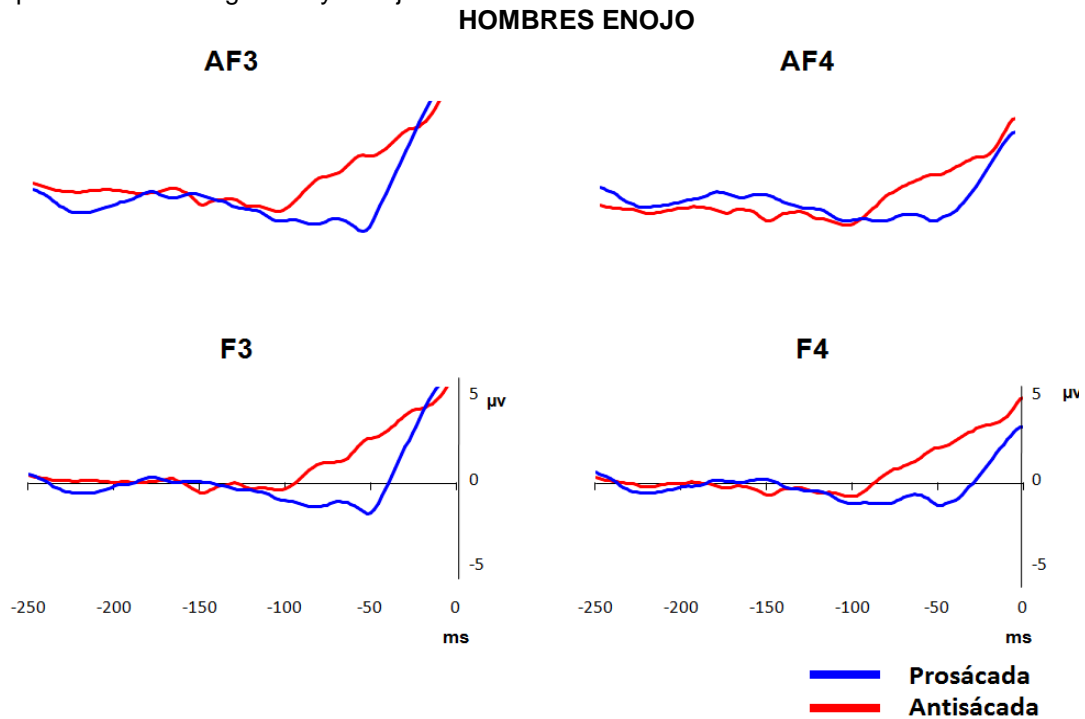 HOMBRES ENOJO
AF3 AF4
F3 F4
5 μv 5 μv
0 0
-5 -5
-250 -200 -150 -100 -50 0 -250 -200 -150 -100 -50 0
ms ms
Prosácada
Antisácada